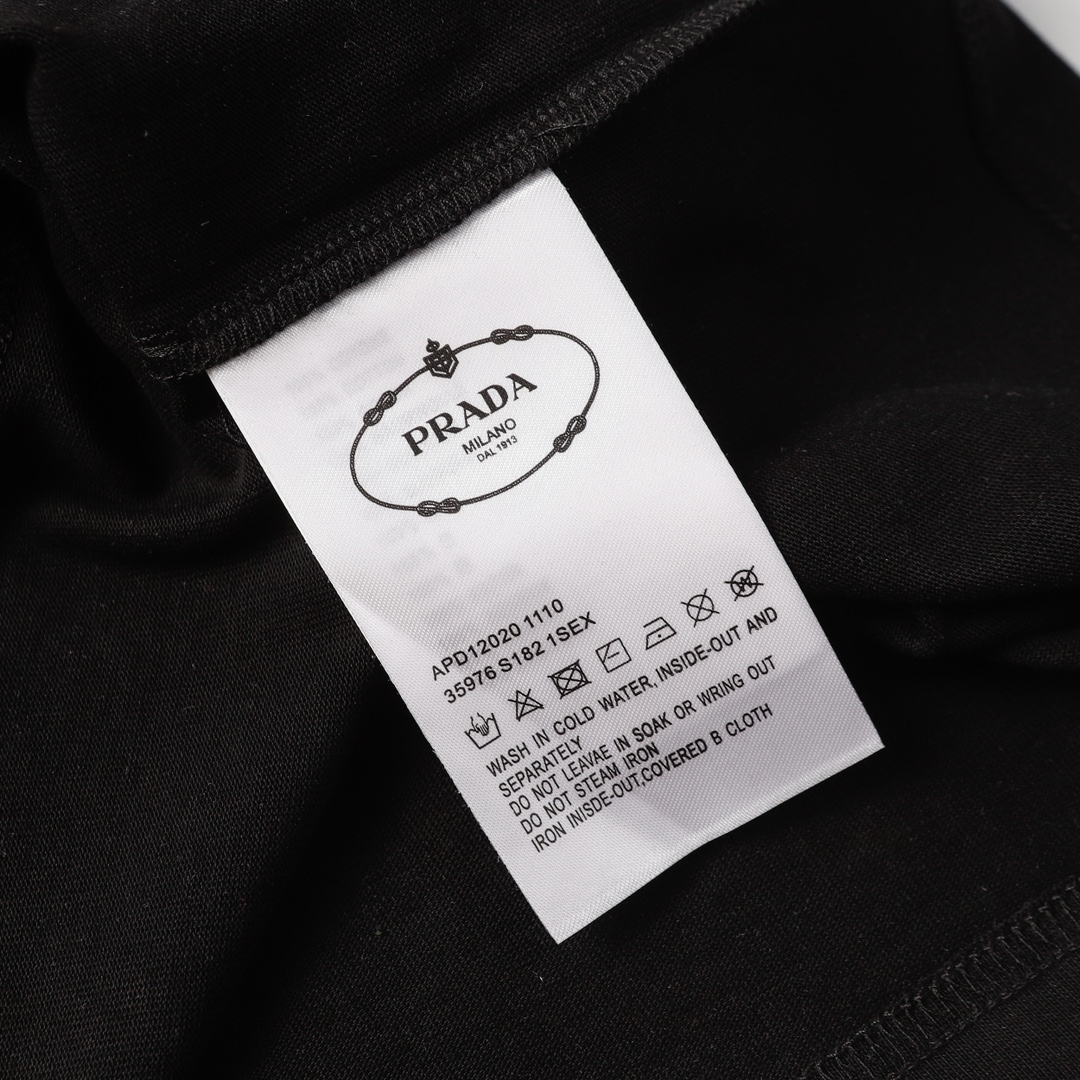 PRADA
MILANO
DAL 1913
APD12020 1110
35976 S182 1SEX
WASH IN COLD WATER,INSIDE-OUT AND
SEPARATELY
DO NOT LEAVAE IN SOAK OR WRING OUT
DO NOT STEAM IRON
IRON INISDE-OUT,COVERED B CLOTH